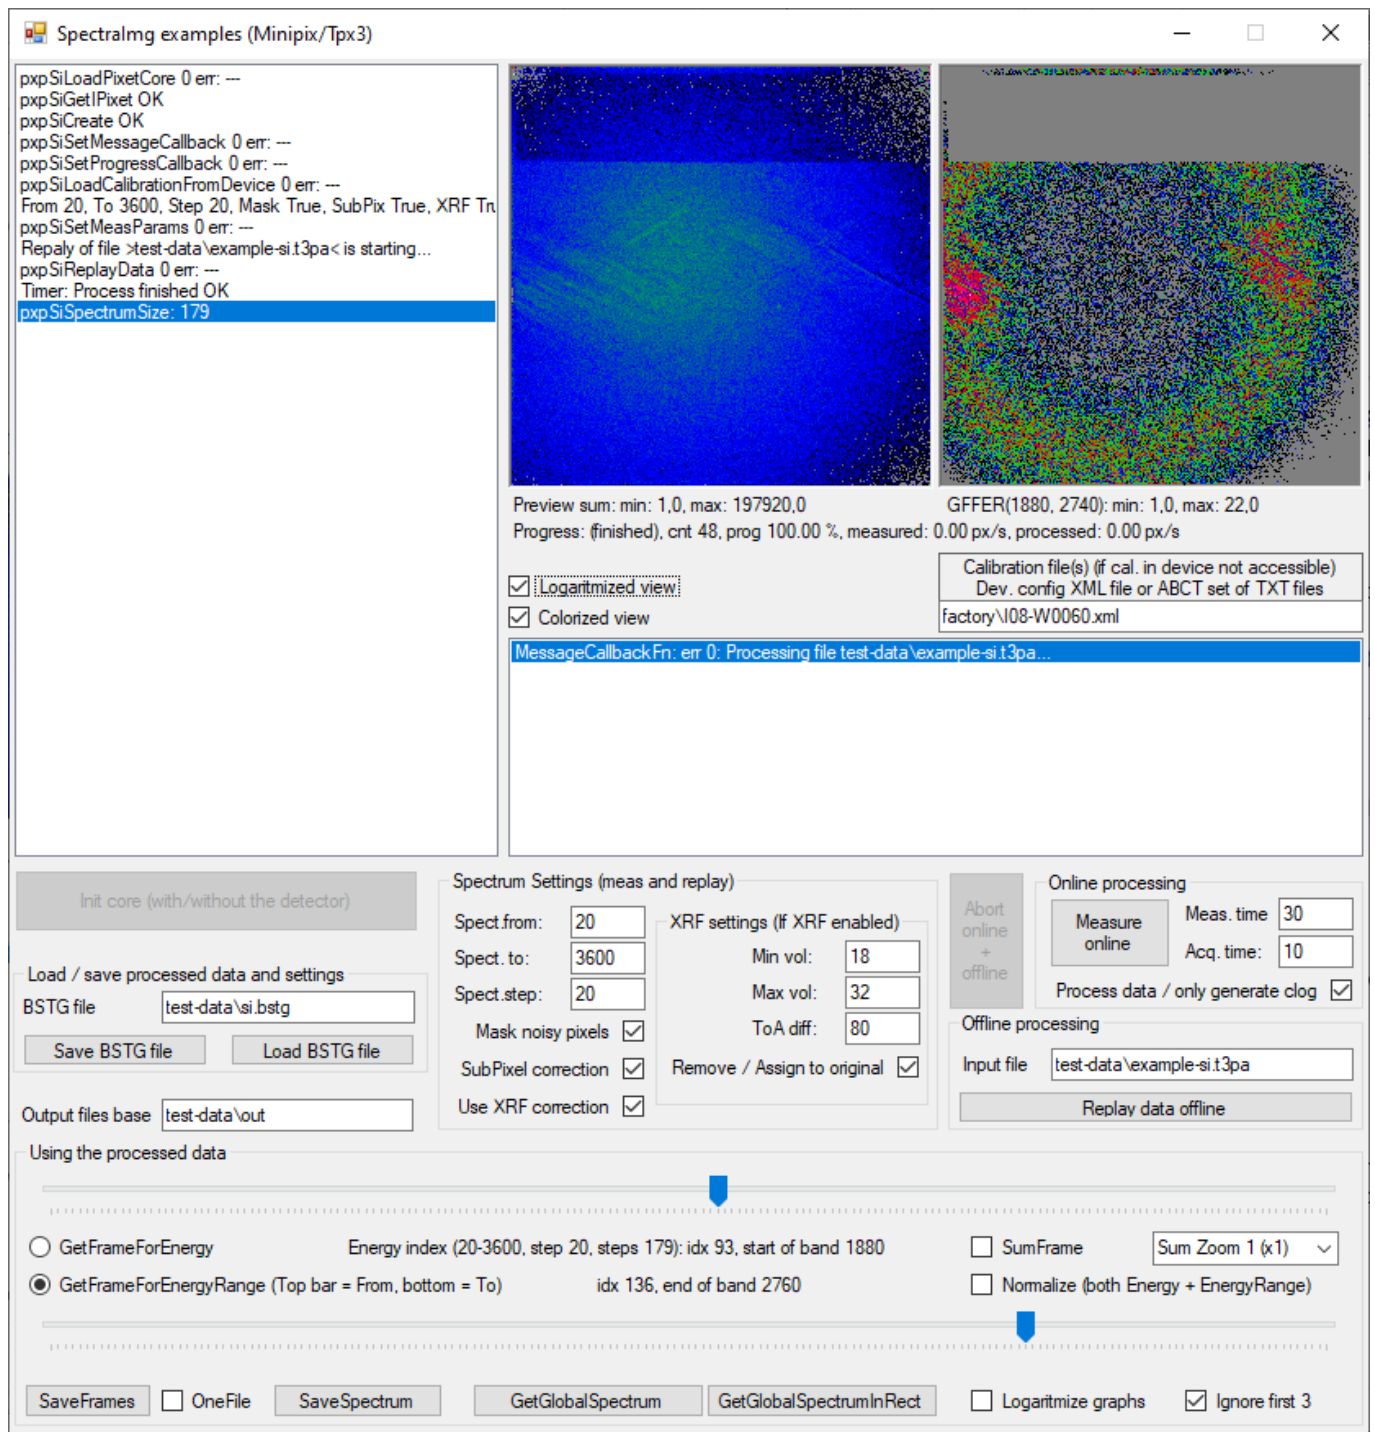 SpectraImg examples (Minipix/Tpx3)
pxpSiLoadPixetCore 0 err: ---
pxpSiGetIPixet OK
pxpSiCreate OK
pxpSiSetMessageCallback 0 err: ---
pxpSiSetProgressCallback 0 err: ---
pxpSiLoadCalibrationFromDevice 0 err: ---
From 20, To 3600, Step 20, Mask True, SubPix True, XRF Tru
pxpSiSetMeasParams 0 err: ---
Repaly of file >test-data\example-si.t3pa< is starting...
pxpSiReplayData 0 err: ---
Timer: Process finished OK
pxpSiSpectrumSize: 179
Preview sum: min: 1,0, max: 197920,0
GFFER(1880, 2740): min: 1,0, max: 22,0
Progress: (finished), cnt 48, prog 100.00 %, measured: 0.00 px/s, processed: 0.00 px/s
Logaritmized view
Colorized view
Calibration file(s) (if cal. in device not accessible)
Dev. config XML file or ABCT set of TXT files
factory\I08-W0060.xml
MessageCallbackFn: err 0: Processing file test-data\example-si.t3pa...
Init core (with/without the detector)
Load / save processed data and settings
BSTG file test-data\si.bstg
Save BSTG file Load BSTG file
Output files base test-data\out
Spectrum Settings (meas and replay)
Spect.from: 20
Spect. to: 3600
Spect.step: 20
Mask noisy pixels
SubPixel correction
Use XRF correction
XRF settings (If XRF enabled)
Min vol: 18
Max vol: 32
ToA diff: 80
Remove / Assign to original
Abort
online
+
offline
Online processing
Measure
online
Meas. time 30
Acq. time: 10
Process data / only generate clog
Offline processing
Input file test-data\example-si.t3pa
Replay data offline
Using the processed data
GetFrameForEnergy Energy index (20-3600, step 20, steps 179): idx 93, start of band 1880 SumFrame Sum Zoom 1 (x1)
GetFrameForEnergyRange (Top bar = From, bottom = To) idx 136, end of band 2760 Normalize (both Energy + EnergyRange)
SaveFrames OneFile SaveSpectrum GetGlobalSpectrum GetGlobalSpectrumInRect Logaritmize graphs Ignore first 3